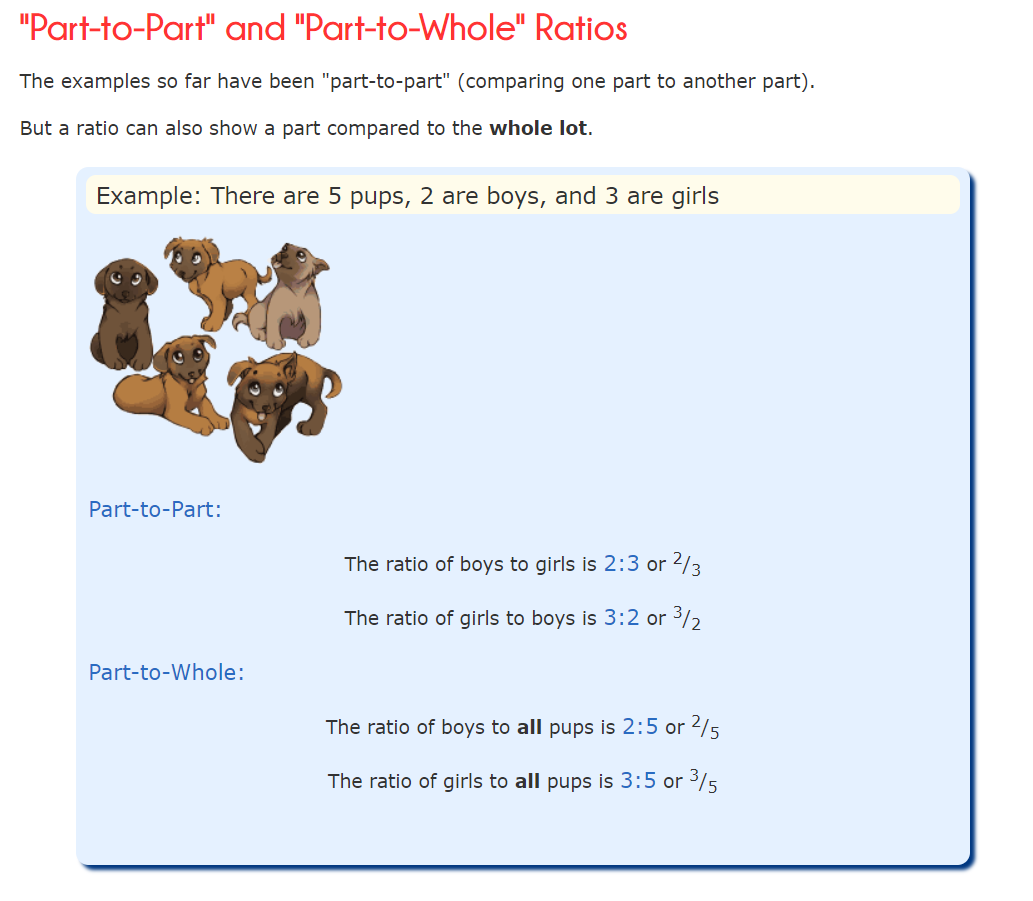 "Part-to-Part" and "Part-to-Whole" Ratios
The examples so far have been "part-to-part" (comparing one part to another part).
But a ratio can also show a part compared to the whole lot.
Example: There are 5 pups, 2 are boys, and 3 are girls
Part-to-Part:
The ratio of boys to girls is 2:3 or 2/3
The ratio of girls to boys is 3:2 or 3/2
Part-to-Whole:
The ratio of boys to all pups is 2:5 or 2/5
The ratio of girls to all pups is 3:5 or 3/5